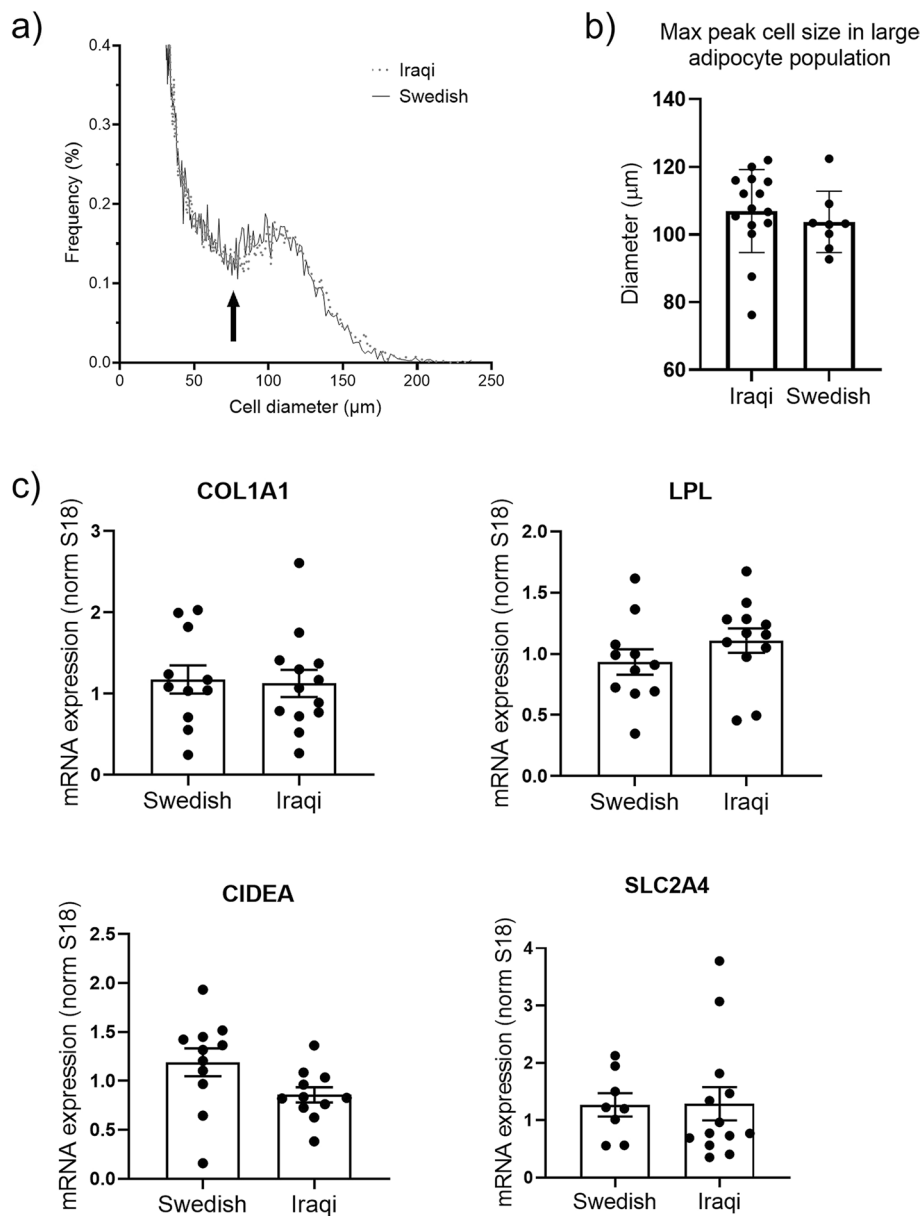 a)
0.4
0.3
0.2
0.1
0.0
Frequency (%)
Iraqi
Swedish
0 50 100 150 200 250
Cell diameter (μm)
b)
Max peak cell size in large
adipocyte population
140
120
100
80
60
Diameter (μm)
Iraqi Swedish
c)
COL1A1
mRNA expression (norm S18)
3
2
1
0
Swedish Iraqi
LPL
mRNA expression (norm S18)
2.0
1.5
1.0
0.5
0.0
Swedish Iraqi
CIDEA
mRNA expression (norm S18)
2.5
2.0
1.5
1.0
0.5
0.0
Swedish Iraqi
SLC2A4
mRNA expression (norm S18)
4
3
2
1
0
Swedish Iraqi